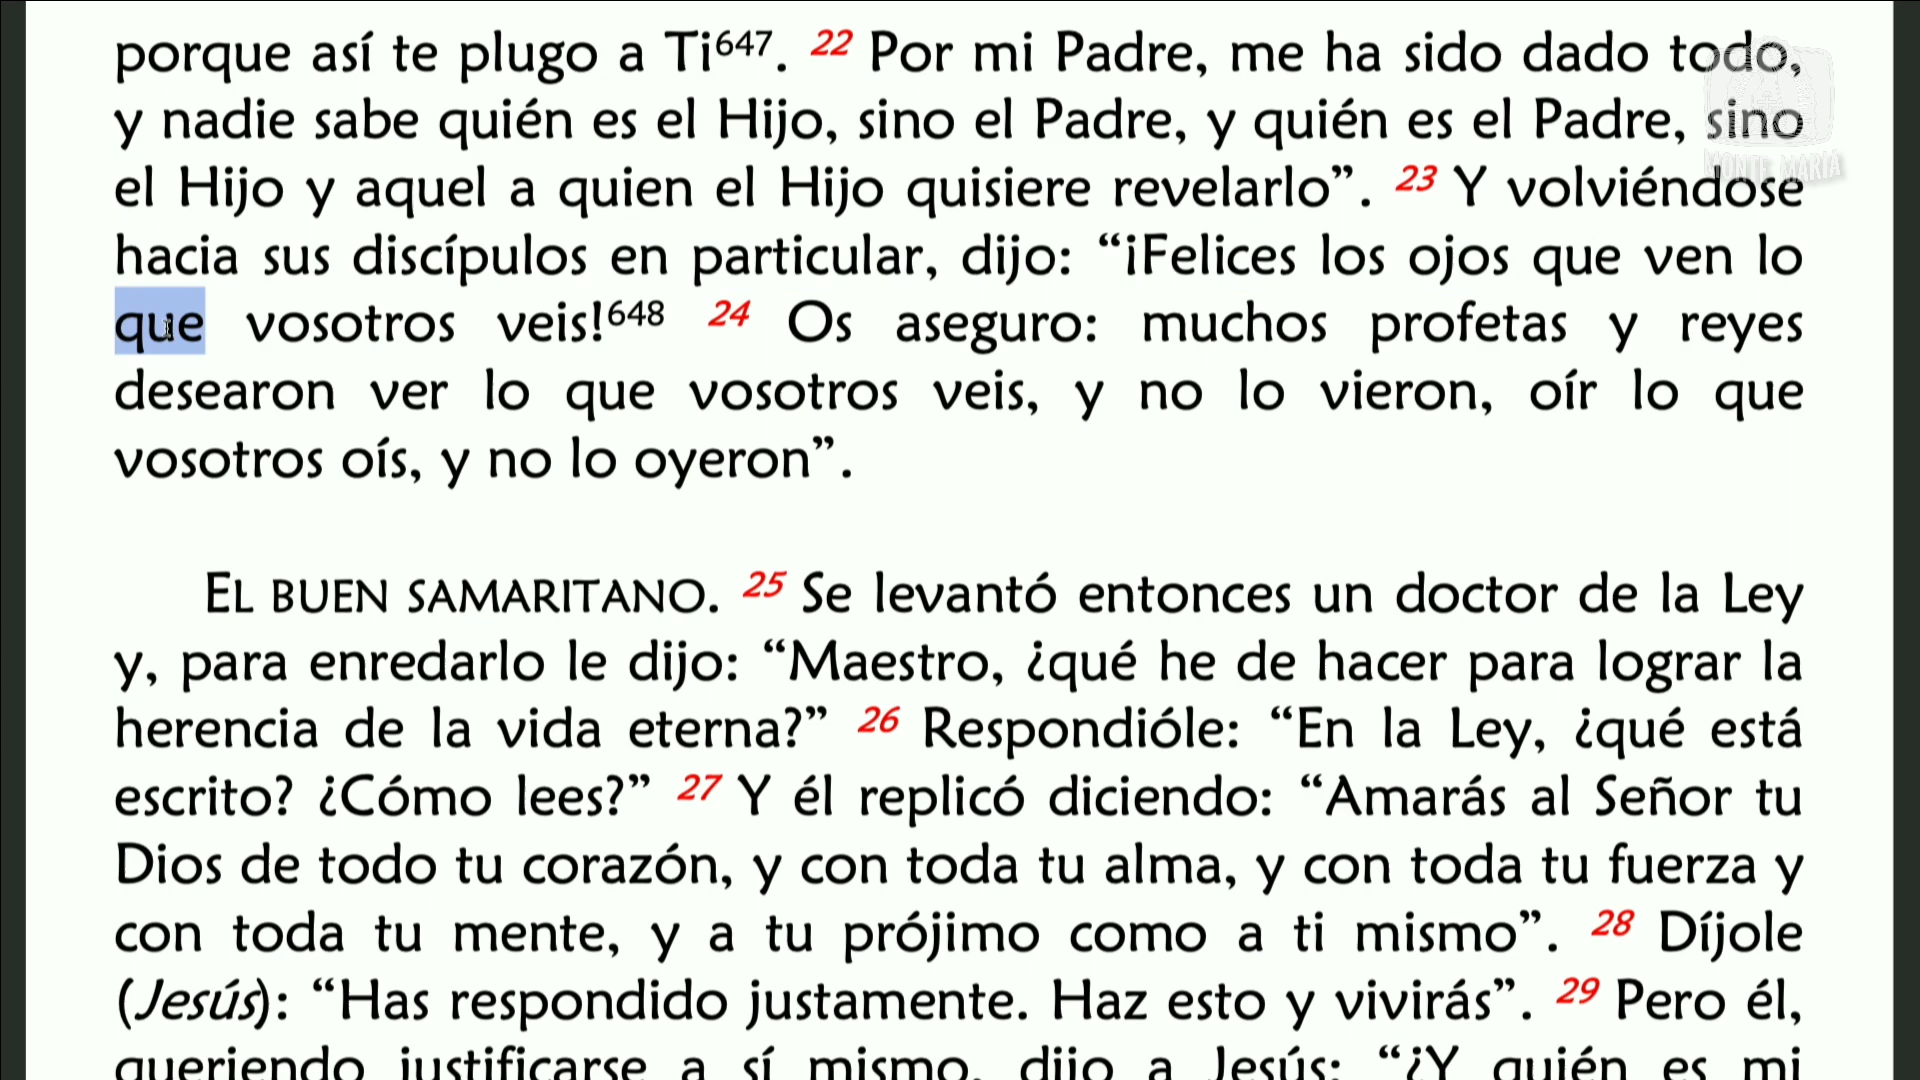 porque así te plugo a Ti⁶⁴⁷. 22 Por mi Padre, me ha sido dado todo,
y nadie sabe quién es el Hijo, sino el Padre, y quién es el Padre, sino
el Hijo y aquel a quien el Hijo quisiere revelarlo”. 23 Y volviéndose
hacia sus discípulos en particular, dijo: “¡Felices los ojos que ven lo
que vosotros veis!⁶⁴⁸ 24 Os aseguro: muchos profetas y reyes
desearon ver lo que vosotros veis, y no lo vieron, oír lo que
vosotros oís, y no lo oyeron”.
EL BUEN SAMARITANO. 25 Se levantó entonces un doctor de la Ley
y, para enredarlo le dijo: “Maestro, ¿qué he de hacer para lograr la
herencia de la vida eterna?” 26 Respondióle: “En la Ley, ¿qué está
escrito? ¿Cómo lees?” 27 Y él replicó diciendo: “Amarás al Señor tu
Dios de todo tu corazón, y con toda tu alma, y con toda tu fuerza y
con toda tu mente, y a tu prójimo como a ti mismo”. 28 Díjole
(Jesús): “Has respondido justamente. Haz esto y vivirás”. 29 Pero él,
queriendo justificarse a sí mismo, dijo a Jesús: “¿Y quién es mi
MONTE MARIA